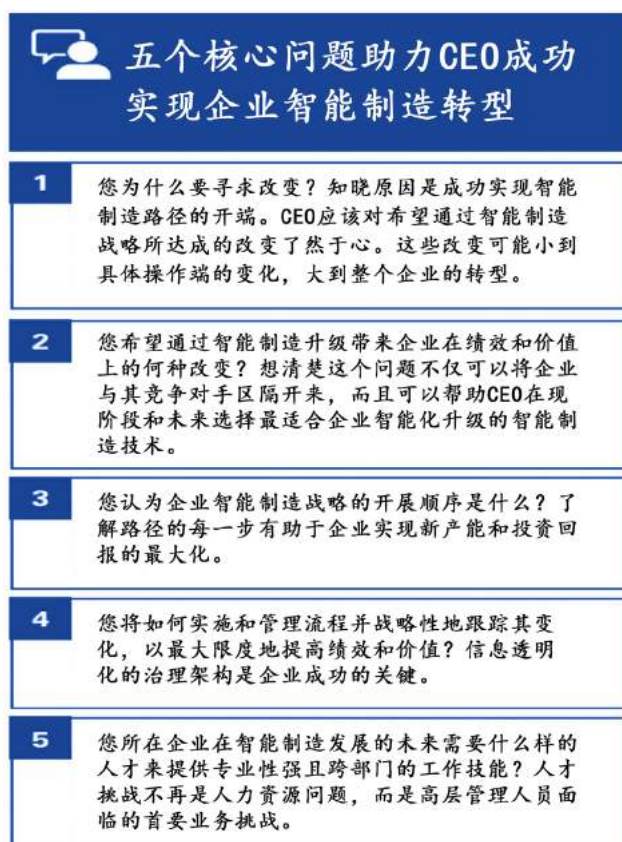 五个核心问题助力CEO成功
实现企业智能制造转型
1
您为什么要寻求改变？知晓原因是成功实现智能
制造路径的开端。CEO应该对希望通过智能制造
战略所达成的改变了然于心。这些改变可能小到
具体操作端的变化，大到整个企业的转型。
2
您希望通过智能制造升级带来企业在绩效和价值
上的何种改变？想清楚这个问题不仅可以将企业
与其竞争对手区隔开来，而且可以帮助CEO在现
阶段和未来选择最适合企业智能化升级的智能制
造技术。
3
您认为企业智能制造战略的开展顺序是什么？了
解路径的每一步有助于企业实现新产能和投资回
报的最大化。
4
您将如何实施和管理流程并战略性地跟踪其变
化，以最大限度地提高绩效和价值？信息透明
化的治理架构是企业成功的关键。
5
您所在企业在智能制造发展的未来需要什么样的
人才来提供专业性强且跨部门的工作技能？人才
挑战不再是人力资源问题，而是高层管理人员面
临的首要业务挑战。